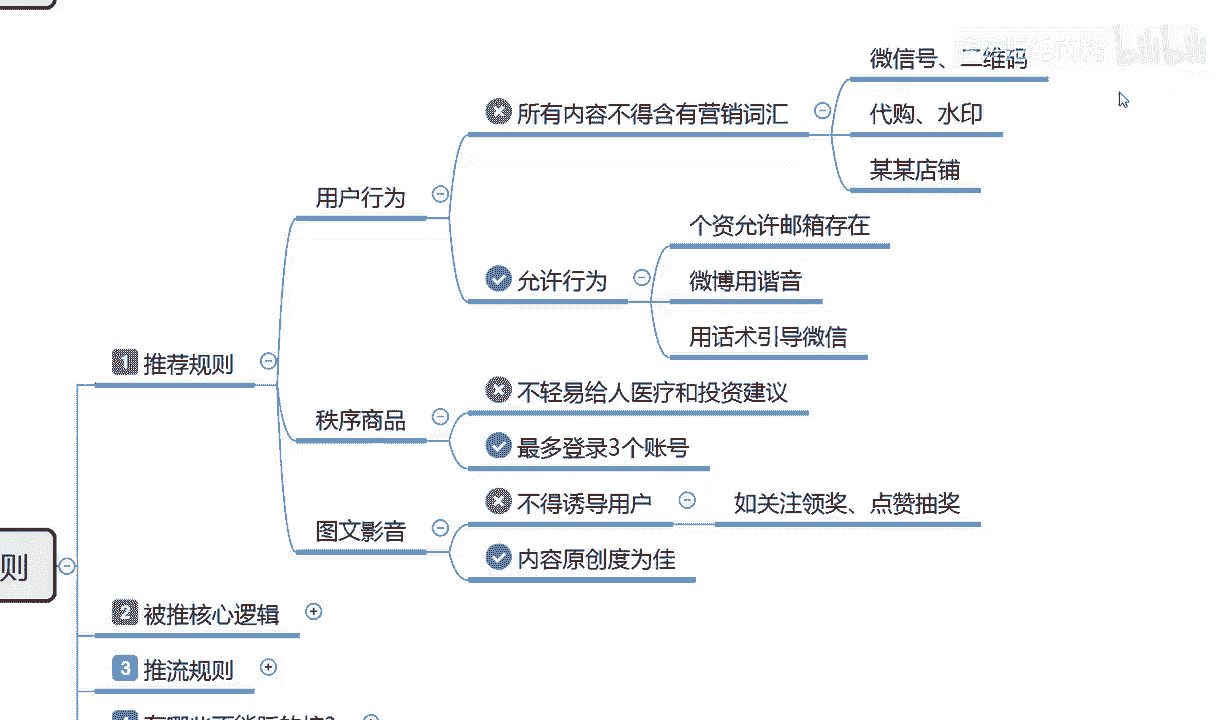 微信号、二维码
所有内容不得含有营销词汇
代购、水印
某某店铺
用户行为
个资允许邮箱存在
允许行为
微博用谐音
用话术引导微信
1 推荐规则
不轻易给人医疗和投资建议
秩序商品
最多登录3个账号
不得诱导用户
如关注领奖、点赞抽奖
图文影音
内容原创度为佳
则
2 被推核心逻辑
3 推流规则
bilibili